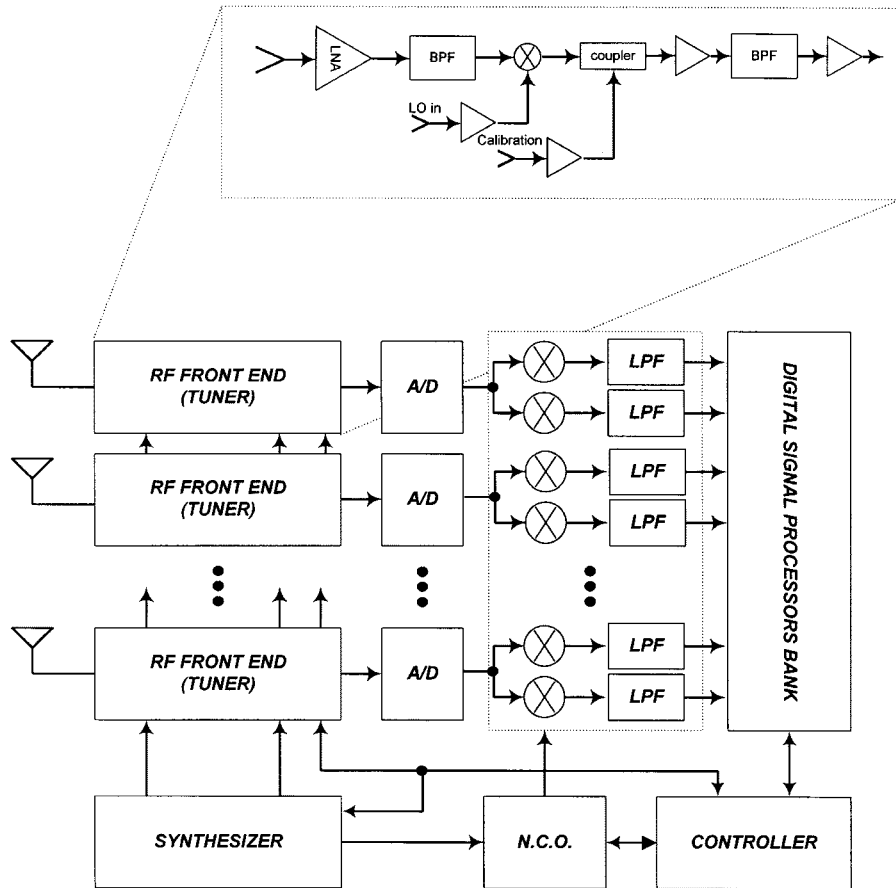 LNA
BPF
coupler
BPF
LO in
Calibration
RF FRONT END
(TUNER)
A/D
LPF
LPF
RF FRONT END
(TUNER)
A/D
LPF
LPF
RF FRONT END
(TUNER)
A/D
LPF
LPF
DIGITAL SIGNAL PROCESSORS BANK
SYNTHESIZER
N.C.O.
CONTROLLER